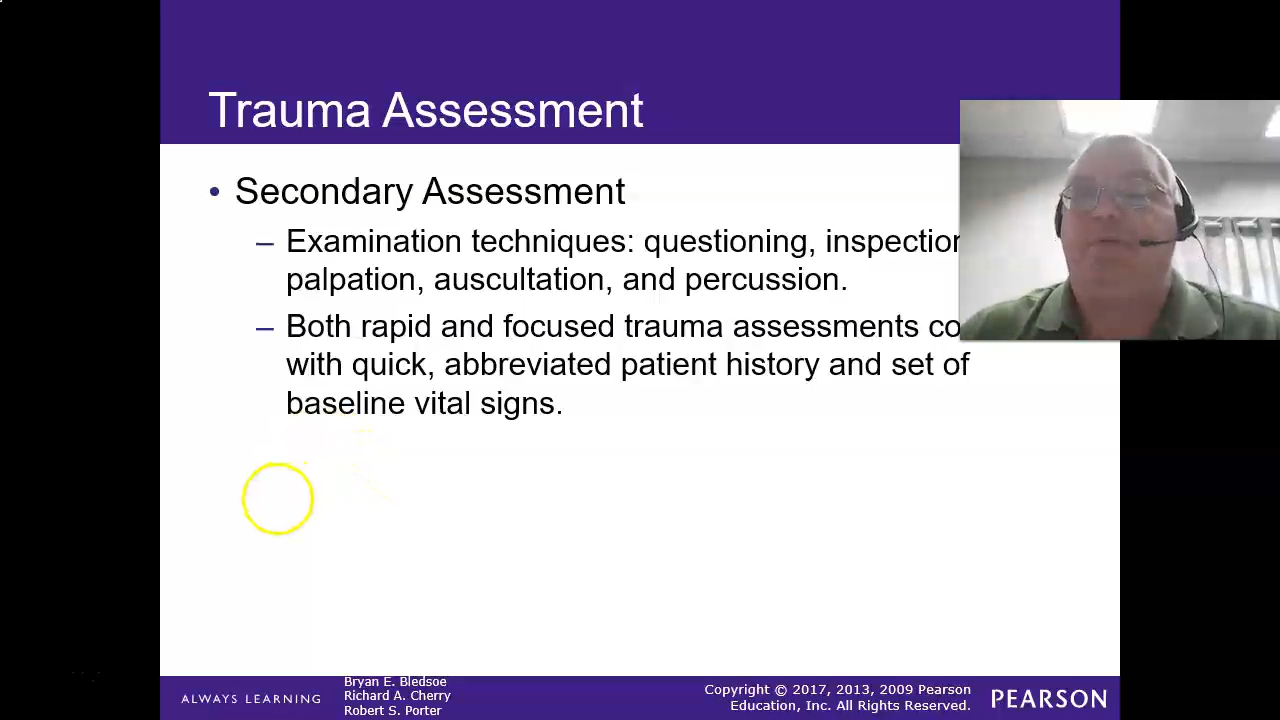 Trauma Assessment
• Secondary Assessment
– Examination techniques: questioning,
palpation, auscultation, and percussion.
– Both rapid and focused trauma assessments
with quick, abbreviated patient history and set of
baseline vital signs.
ALWAYS LEARNING
Bryan E. Bledsoe
Richard A. Cherry
Robert S. Porter
Copyright © 2017, 2013, 2009 Pearson
Education, Inc. All Rights Reserved.
PEARSON